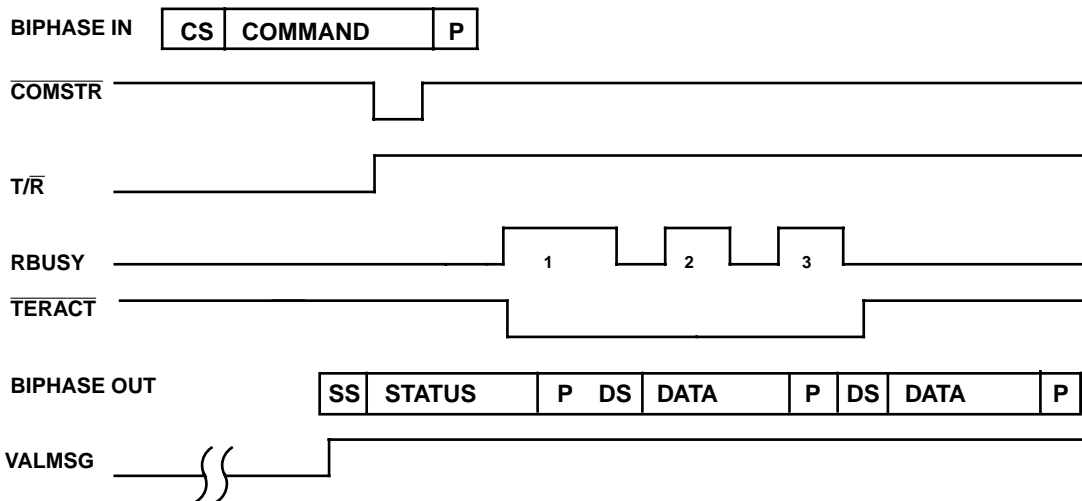 BIPHASE IN CS COMMAND P
COMSTR
T/R
RBUSY 1 2 3
TERACT
BIPHASE OUT SS STATUS P DS DATA P DS DATA P
VALMSG